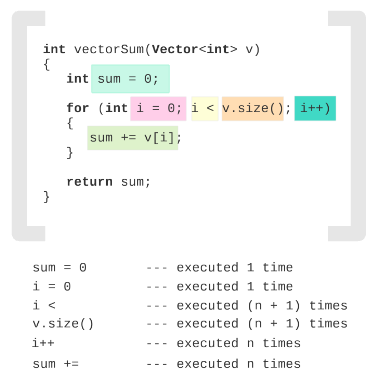 int vectorSum(Vector<int> v)
{
int sum = 0;
for (int i = 0; i < v.size(); i++)
{
sum += v[i];
}
return sum;
}
sum = 0 --- executed 1 time
i = 0 --- executed 1 time
i < --- executed (n + 1) times
v.size() --- executed (n + 1) times
i++ --- executed n times
sum += --- executed n times